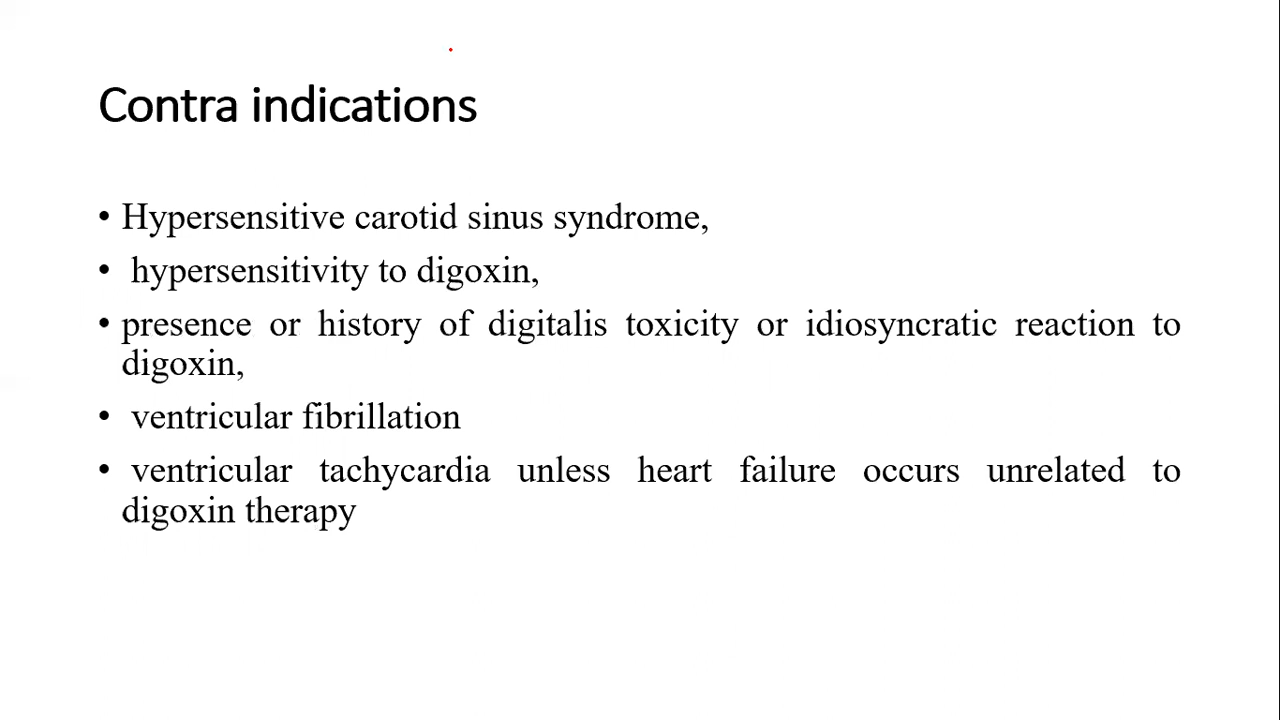 Contra indications
• Hypersensitive carotid sinus syndrome,
• hypersensitivity to digoxin,
• presence or history of digitalis toxicity or idiosyncratic reaction to
digoxin,
• ventricular fibrillation
• ventricular tachycardia unless heart failure occurs unrelated to
digoxin therapy